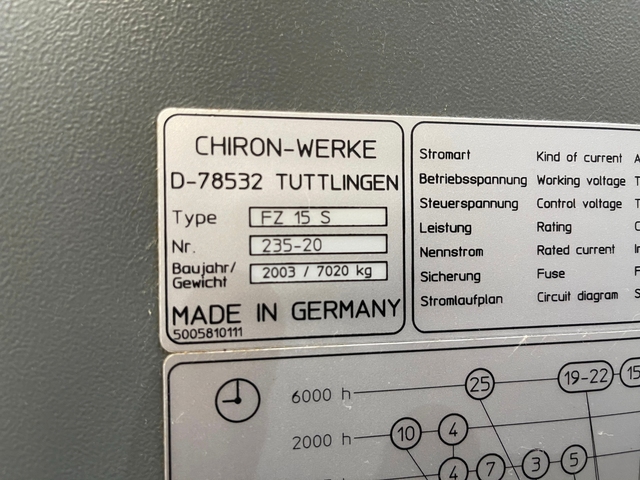 CHIRON-WERKE
D-78532 TUTTLINGEN
Type FZ 15 S
Nr. 235-20
Baujahr/
Gewicht 2003 / 7020 kg
MADE IN GERMANY
5005810111
Stromart Kind of current
Betriebsspannung Working voltage
Steuerspannung Control voltage
Leistung Rating
Nennstrom Rated current
Sicherung Fuse
Stromlaufplan Circuit diagram
6000 h 25 19-22 15
2000 h 10 4
4 7 3 5